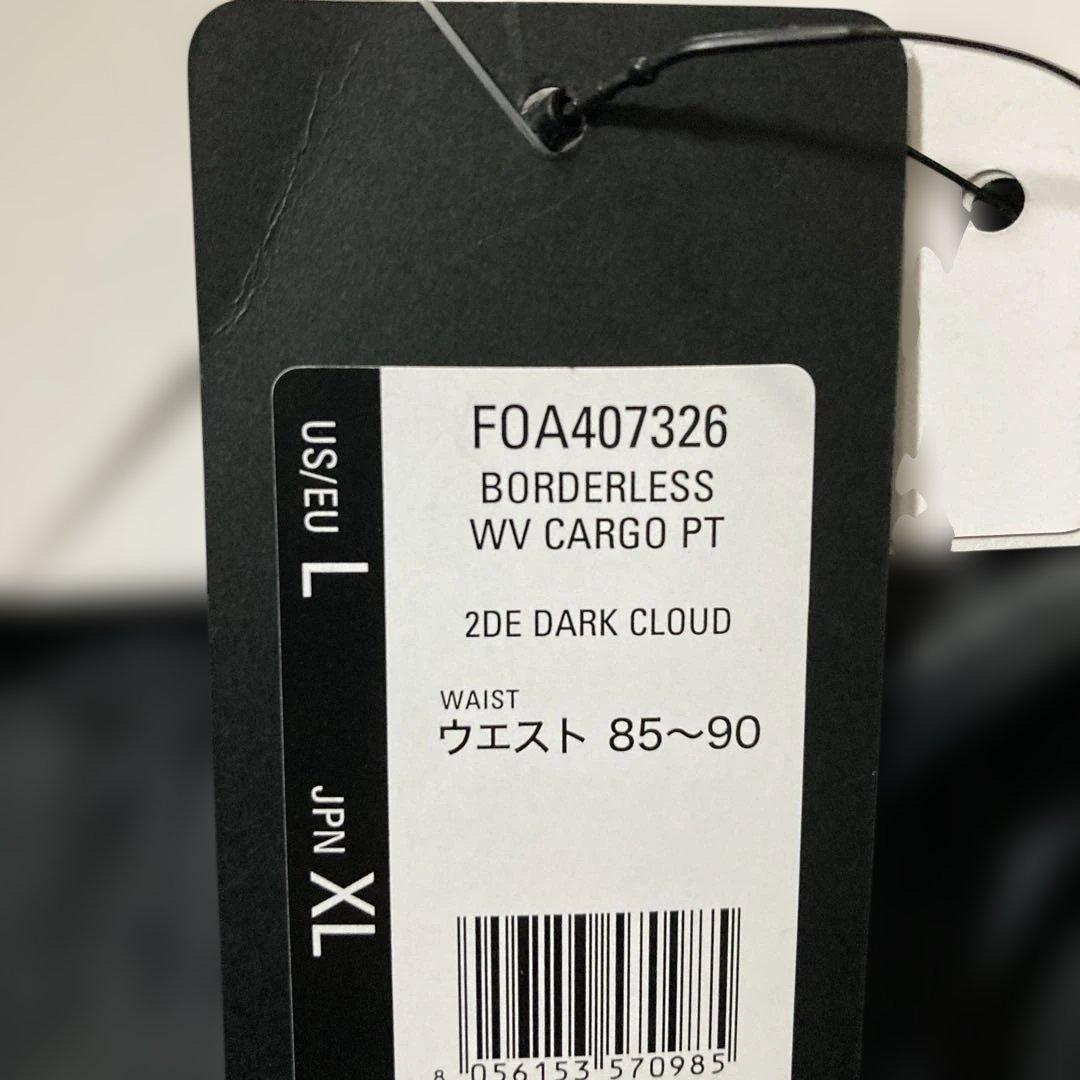 US/EU L
JPN XL
FOA407326
BORDERLESS
WV CARGO PT
2DE DARK CLOUD
WAIST
ウエスト 85～90
8 056153 570985